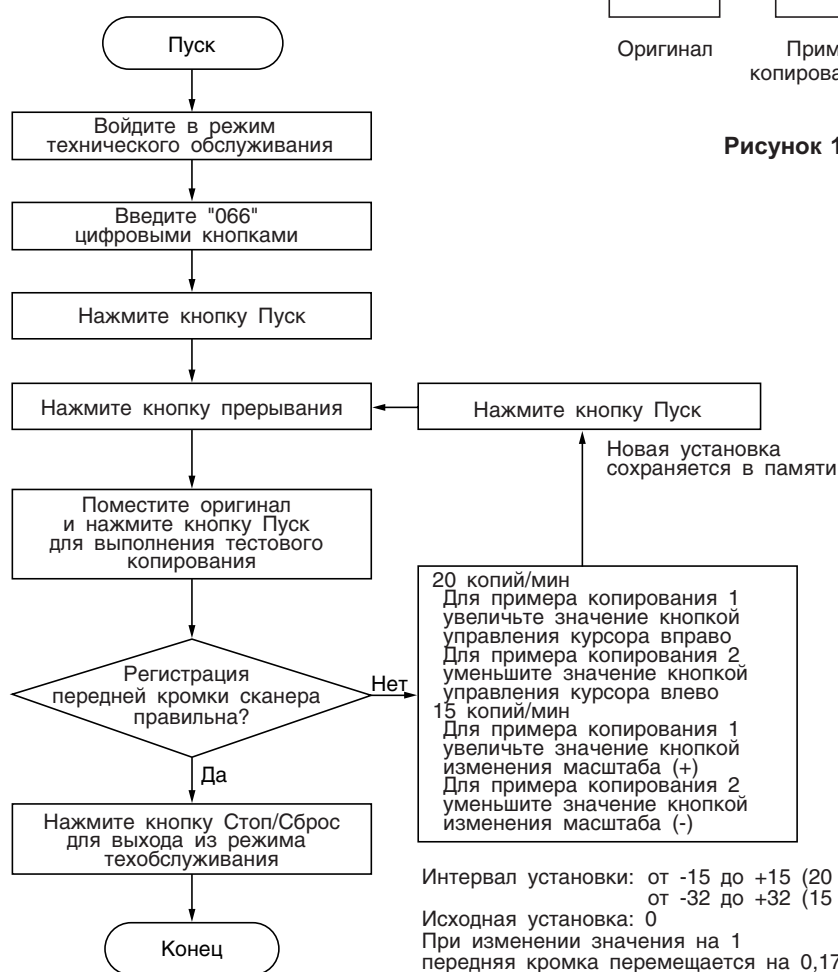 Пуск
Оригинал
Войдите в режим
технического обслуживания
Рисунок 1
Введите "066"
цифровыми кнопками
Нажмите кнопку Пуск
Нажмите кнопку прерывания
Нажмите кнопку Пуск
Новая установка
сохраняется в памяти
Поместите оригинал
и нажмите кнопку Пуск
для выполнения тестового
копирования
20 копий/мин
Для примера копирования 1
увеличьте значение кнопкой
управления курсора вправо
Для примера копирования 2
уменьшите значение кнопкой
управления курсора влево
15 копий/мин
Для примера копирования 1
увеличьте значение кнопкой
изменения масштаба (+)
Для примера копирования 2
уменьшите значение кнопкой
изменения масштаба (-)
Регистрация
передней кромки сканера
правильна?
Нет
Да
Нажмите кнопку Стоп/Сброс
для выхода из режима
техобслуживания
Конец
Интервал установки: от -15 до +15 (20
от -32 до +32 (15
Исходная установка: 0
При изменении значения на 1
передняя кромка перемещается на 0,17